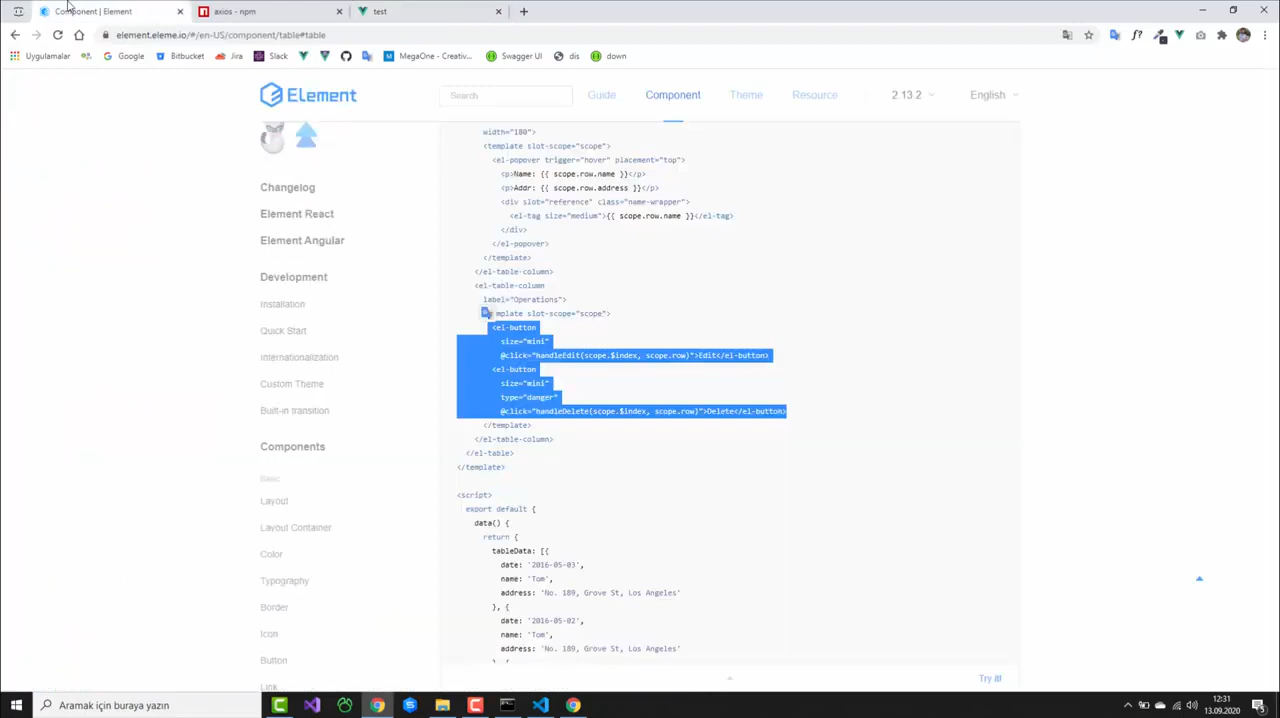 Component | Element
axios - npm
test
element.eleme.io/#/en-US/component/table#table
Uygulamalar
Google
Bitbucket
Jira
Slack
MegaOne - Creativ...
Swagger UI
dis
down
Element
Search
Guide
Component
Theme
Resource
2.13.2
English
Changelog
Element React
Element Angular
Development
Installation
Quick Start
Internationalization
Custom Theme
Built-in transition
Components
Basic
Layout
Layout Container
Color
Typography
Border
Icon
Button
Link
width="180">
<template slot-scope="scope">
<el-popover trigger="hover" placement="top">
<p>Name: {{ scope.row.name }}</p>
<p>Addr: {{ scope.row.address }}</p>
<div slot="reference" class="name-wrapper">
<el-tag size="medium">{{ scope.row.name }}</el-tag>
</div>
</el-popover>
</template>
</el-table-column>
<el-table-column
label="Operations">
mplate slot-scope="scope">
<el-button
size="mini"
@click="handleEdit(scope.$index, scope.row)">Edit</el-button>
<el-button
size="mini"
type="danger"
@click="handleDelete(scope.$index, scope.row)">Delete</el-button>
</template>
</el-table-column>
</el-table>
</template>
<script>
export default {
data() {
return {
tableData: [{
date: '2016-05-03',
name: 'Tom',
address: 'No. 189, Grove St, Los Angeles'
}, {
date: '2016-05-02',
name: 'Tom',
address: 'No. 189, Grove St, Los Angeles'
}, {
Try it!
Aramak için buraya yazın
12:31
13.09.2020